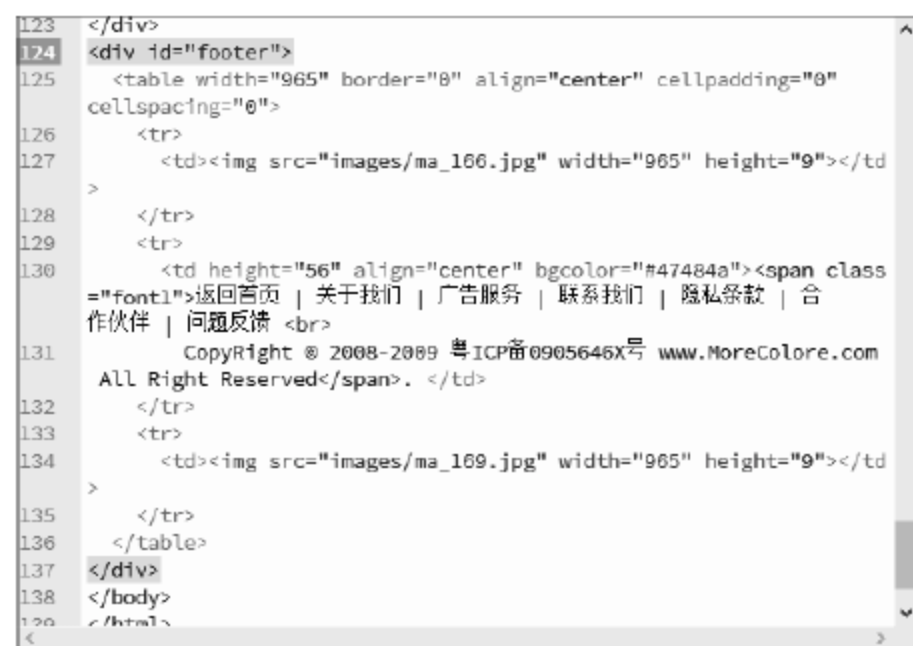 123 </div>
124 <div id="footer">
125 <table width="965" border="0" align="center" cellpadding="0"
cellspacing="0">
126 <tr>
127 <td><img src="images/ma_166.jpg" width="965" height="9"></td
>
128 </tr>
129 <tr>
130 <td height="56" align="center" bgcolor="#47484a"><span class
="font1">返回首页 | 关于我们 | 广告服务 | 联系我们 | 隐私条款 | 合
作伙伴 | 问题反馈 <br>
131 CopyRight © 2008-2009 粤ICP备0905646X号 www.MoreColore.com
All Right Reserved</span>. </td>
132 </tr>
133 <tr>
134 <td><img src="images/ma_169.jpg" width="965" height="9"></td
>
135 </tr>
136 </table>
137 </div>
138 </body>
139 </html>